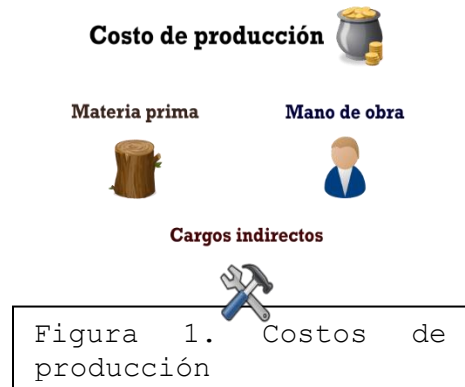 Costo de producción
Materia prima
Mano de obra
Cargos indirectos
Figura 1. Costos de
producción